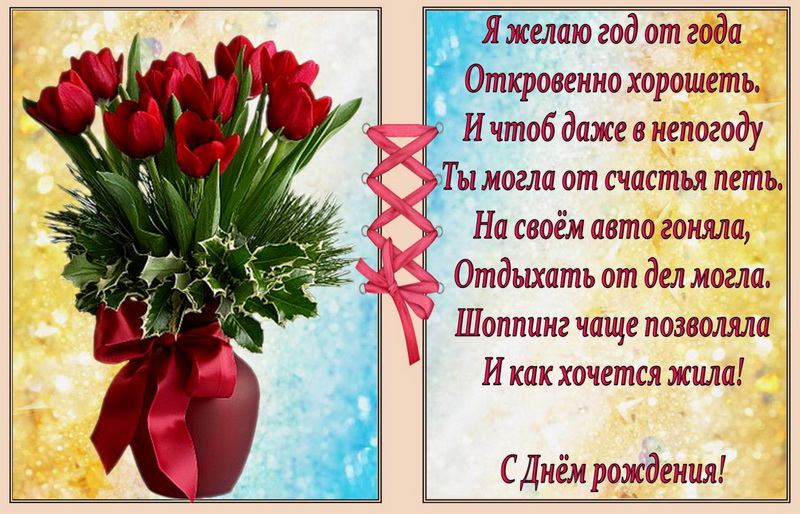 Я желаю год от года
Откровенно хорошеть.
И чтоб даже в непогоду
Ты могла от счастья петь.
На своём авто гоняла,
Отдыхать от дел могла.
Шоппинг чаще позволяла
И как хочется жила!
С Днём рождения!